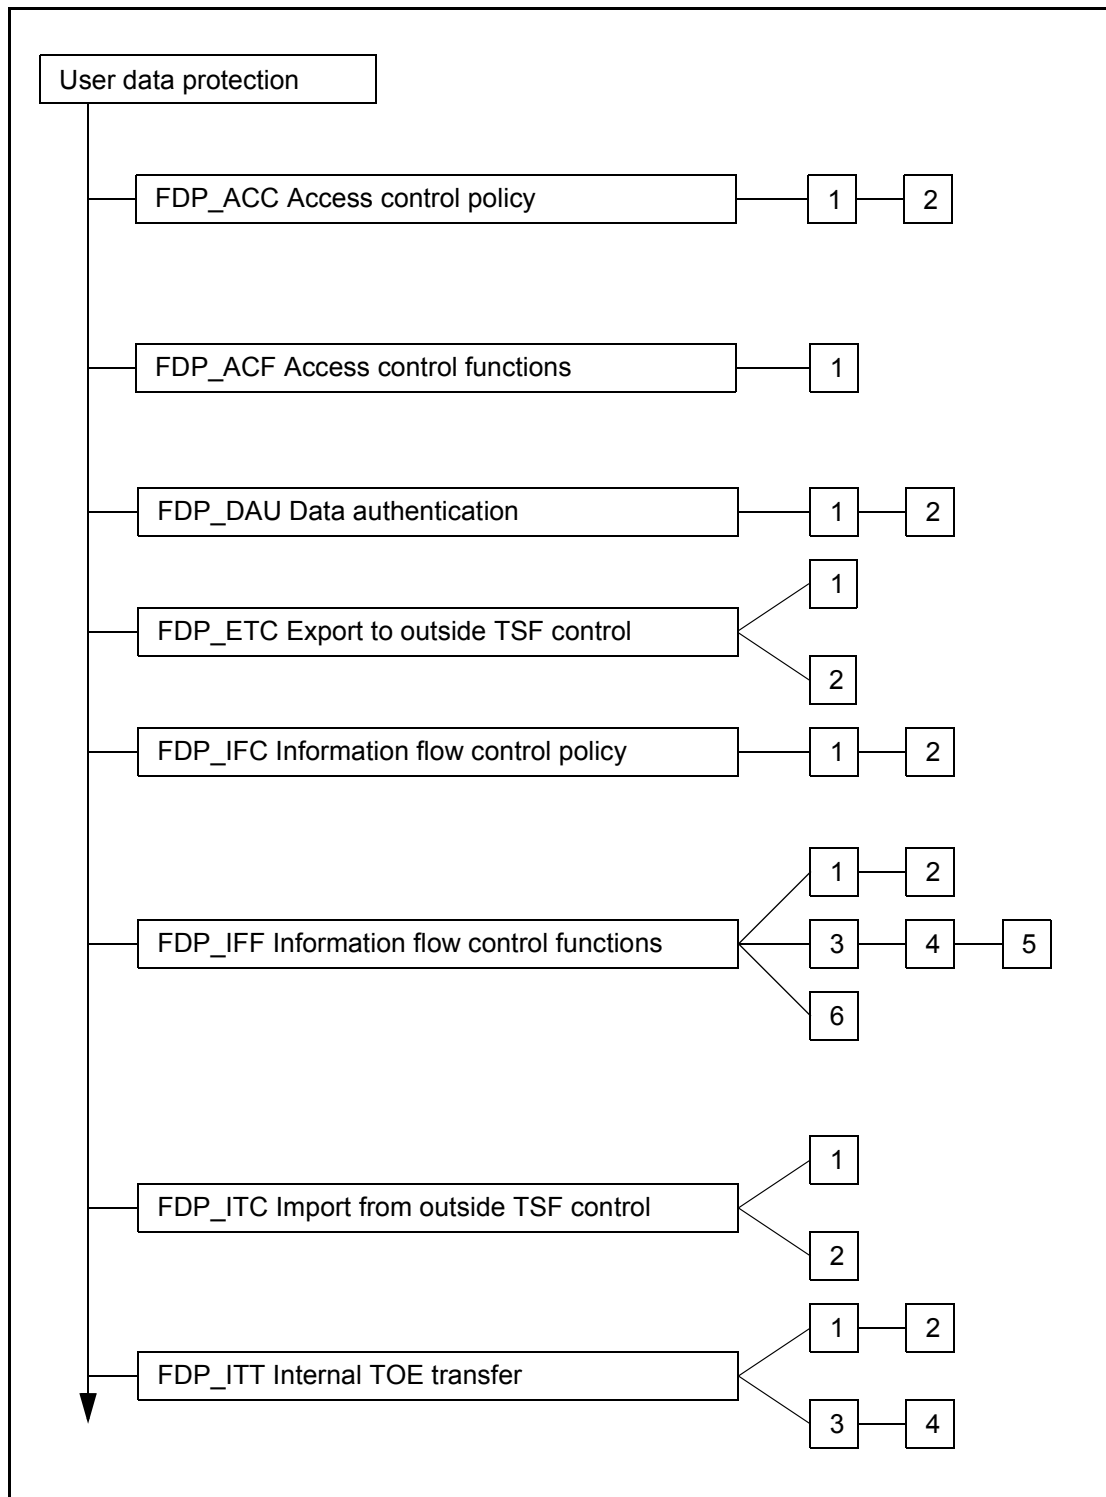 User data protection
FDP_ACC Access control policy 1 2
FDP_ACF Access control functions 1
FDP_DAU Data authentication 1 2
1
FDP_ETC Export to outside TSF control
2
FDP_IFC Information flow control policy 1 2
1 2
FDP_IFF Information flow control functions 3 4 5
6
1
FDP_ITC Import from outside TSF control
2
1 2
FDP_ITT Internal TOE transfer
3 4